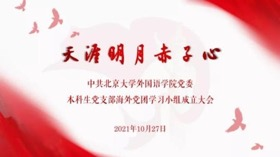 天涯明月赤子心
中共北京大学外国语学院党委
本科生党支部海外党团学习小组成立大会
2021年10月27日